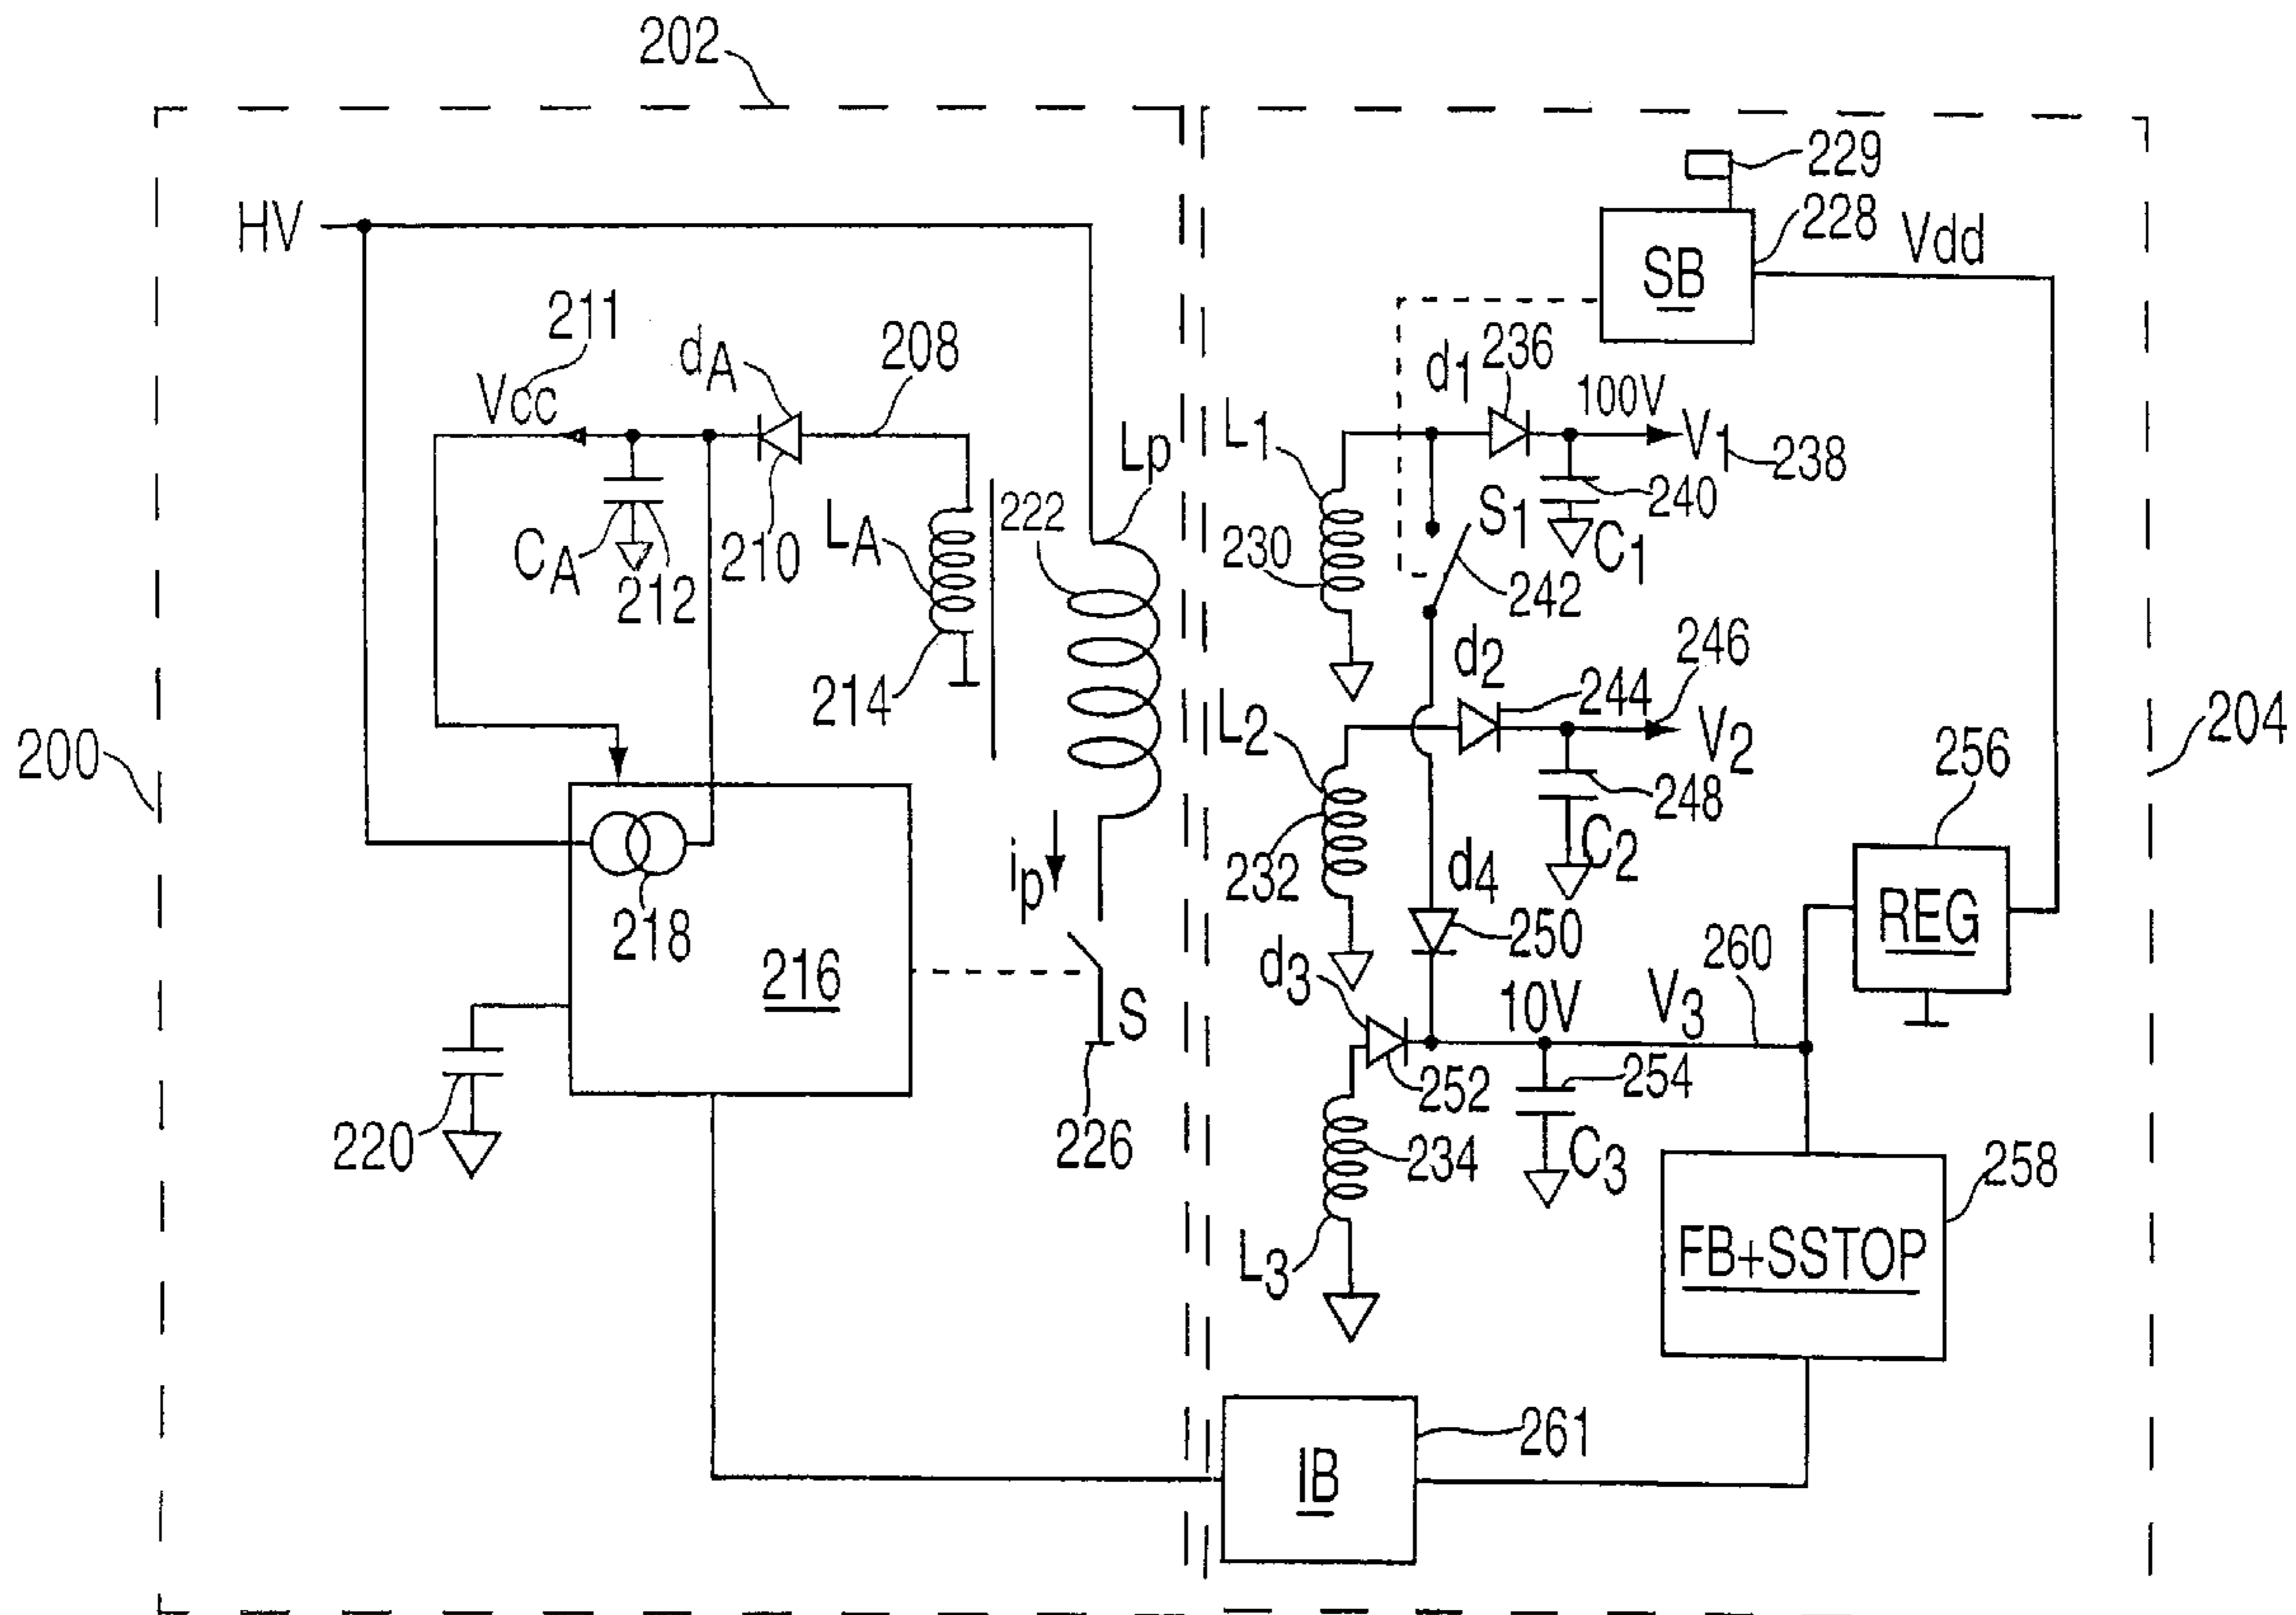 202
229
228
HV
SB
Vdd
211
dA
208
236
d1
100V
Vcc
L1
V1
238
Lp
240
222
S1
CA
212
210
LA
230
C1
242
214
d2
246
244
L2
V2
204
200
256
248
ip
232
C2
d4
218
250
REG
216
d3
260
10V
V3
S
254
252
220
226
234
C3
258
L3
FB+SSTOP
261
IB